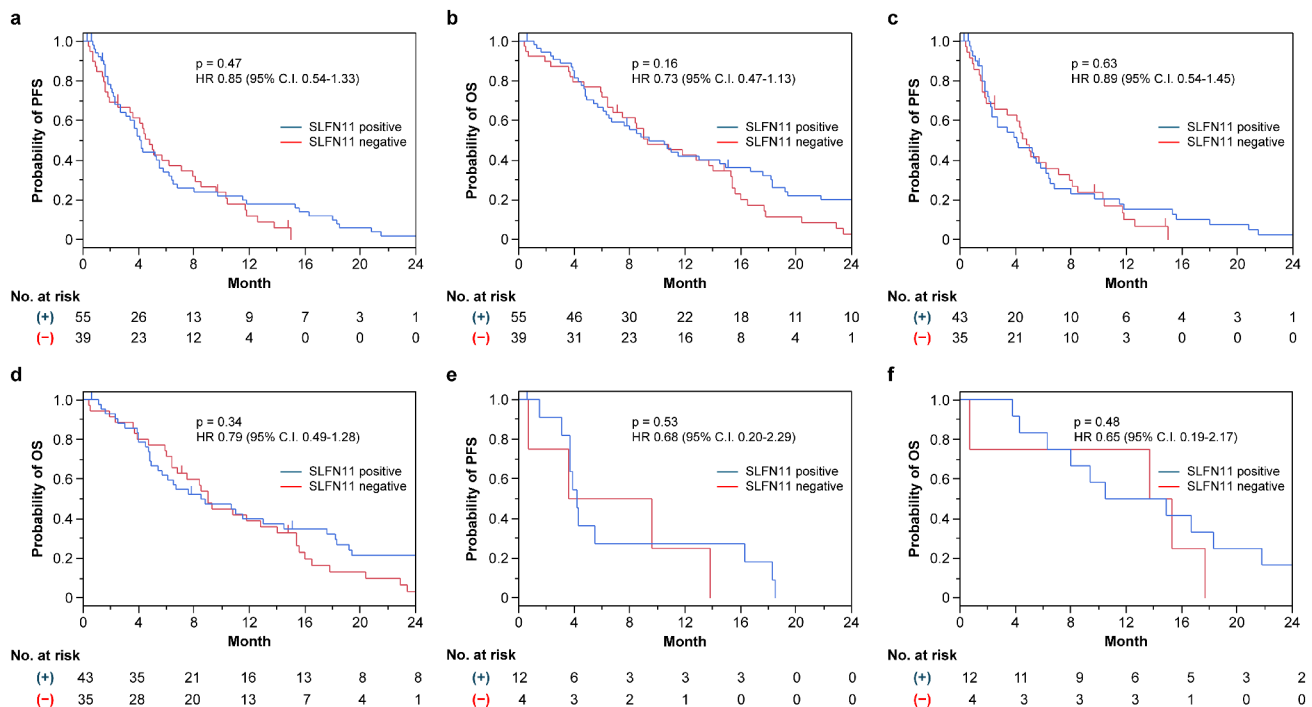 a
Probability of PFS
1.0
0.8
0.6
0.4
0.2
0
p = 0.47
HR 0.85 (95% C.I. 0.54-1.33)
SLFN11 positive
SLFN11 negative
0 4 8 12 16 20 24
Month
No. at risk
(+) 55 26 13 9 7 3 1
(−) 39 23 12 4 0 0 0
b
Probability of OS
1.0
0.8
0.6
0.4
0.2
0
p = 0.16
HR 0.73 (95% C.I. 0.47-1.13)
SLFN11 positive
SLFN11 negative
0 4 8 12 16 20 24
Month
(+) 55 46 30 22 18 11 10
(−) 39 31 23 16 8 4 1
c
Probability of PFS
1.0
0.8
0.6
0.4
0.2
0
p = 0.63
HR 0.89 (95% C.I. 0.54-1.45)
SLFN11 positive
SLFN11 negative
0 4 8 12 16 20 24
Month
No. at risk
(+) 43 20 10 6 4 3 1
(−) 35 21 10 3 0 0 0
d
Probability of OS
1.0
0.8
0.6
0.4
0.2
0
p = 0.34
HR 0.79 (95% C.I. 0.49-1.28)
SLFN11 positive
SLFN11 negative
0 4 8 12 16 20 24
Month
No. at risk
(+) 43 35 21 16 13 8 8
(−) 35 28 20 13 7 4 1
e
Probability of PFS
1.0
0.8
0.6
0.4
0.2
0
p = 0.53
HR 0.68 (95% C.I. 0.20-2.29)
SLFN11 positive
SLFN11 negative
0 4 8 12 16 20 24
Month
No. at risk
(+) 12 6 3 3 3 0 0
(−) 4 3 2 1 0 0 0
f
Probability of OS
1.0
0.8
0.6
0.4
0.2
0
p = 0.48
HR 0.65 (95% C.I. 0.19-2.17)
SLFN11 positive
SLFN11 negative
0 4 8 12 16 20 24
Month
No. at risk
(+) 12 11 9 6 5 3 2
(−) 4 3 3 3 1 0 0